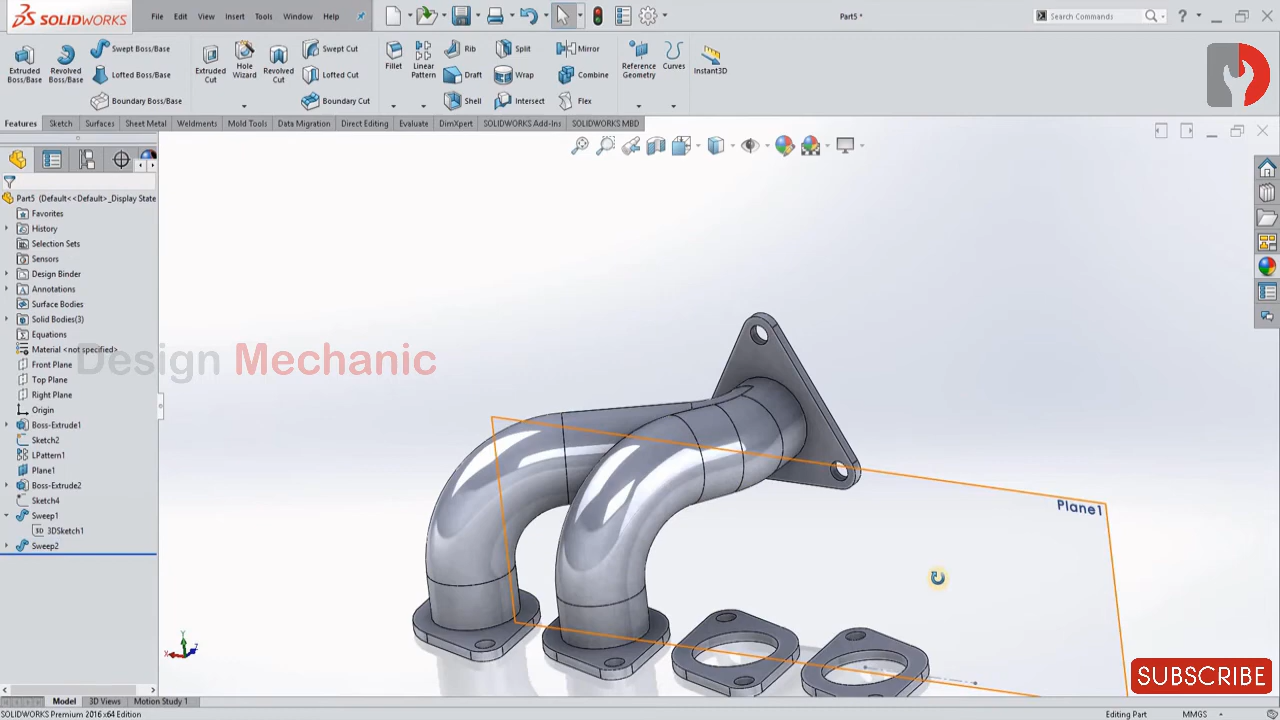 SOLIDWORKS File Edit View Insert Tools Window Help Part5 * Search Commands
Extruded Boss/Base Revolved Boss/Base Swept Boss/Base Lofted Boss/Base Boundary Boss/Base Extruded Cut Hole Wizard Revolved Cut Swept Cut Lofted Cut Boundary Cut Fillet Linear Pattern Rib Draft Shell Split Wrap Intersect Mirror Combine Flex Reference Geometry Curves Instant3D
Features Sketch Surfaces Sheet Metal Weldments Mold Tools Data Migration Direct Editing Evaluate DimXpert SOLIDWORKS Add-Ins SOLIDWORKS MBD
Part5 (Default<<Default>_Display State
Favorites
History
Selection Sets
Sensors
Design Binder
Annotations
Surface Bodies
Solid Bodies(3)
Equations
Material <not specified>
Design Mechanic
Front Plane
Top Plane
Right Plane
Origin
Boss-Extrude1
Sketch2
LPattern1
Plane1
Boss-Extrude2
Sketch4
Sweep1
3D 3DSketch1
Sweep2
Plane1
X Y Z
SUBSCRIBE
Model 3D Views Motion Study 1
SOLIDWORKS Premium 2016 x64 Edition Editing Part MMGS